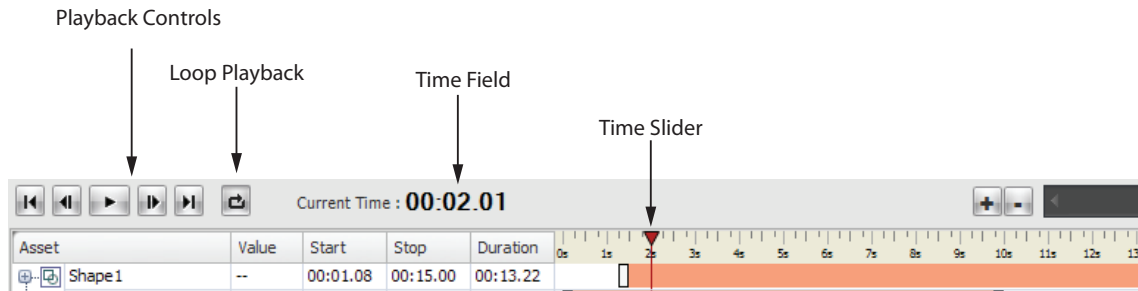 Playback Controls
Loop Playback
Time Field
Time Slider
Current Time : 00:02.01
+ -
Asset Value Start Stop Duration 0s 1s 2s 3s 4s 5s 6s 7s 8s 9s 10s 11s 12s 13
Shape1 -- 00:01.08 00:15.00 00:13.22